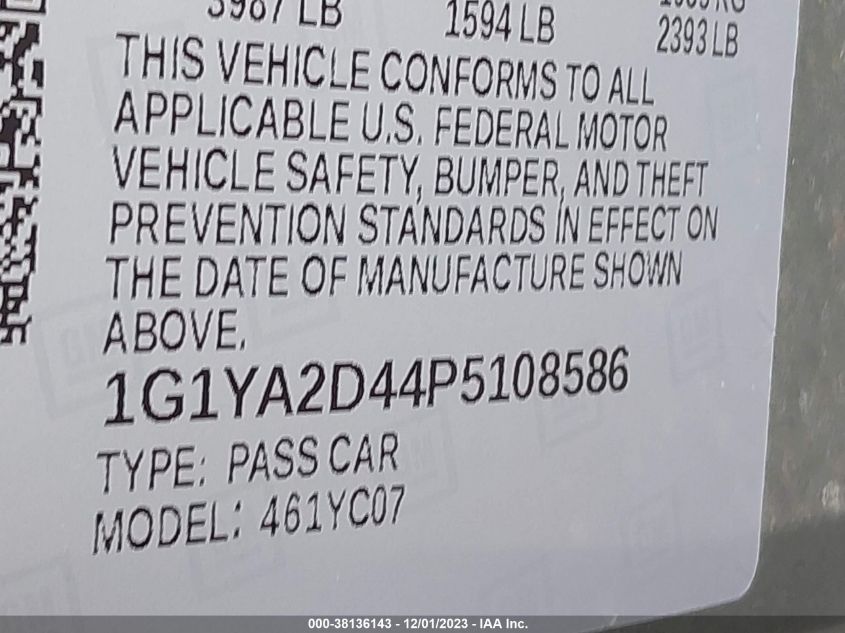 3987 LB 1594 LB 2393 LB
THIS VEHICLE CONFORMS TO ALL
APPLICABLE U.S. FEDERAL MOTOR
VEHICLE SAFETY, BUMPER, AND THEFT
PREVENTION STANDARDS IN EFFECT ON
THE DATE OF MANUFACTURE SHOWN
ABOVE.
1G1YA2D44P5108586
TYPE: PASS CAR
MODEL: 461YC07
000-38136143 - 12/01/2023 - IAA Inc.